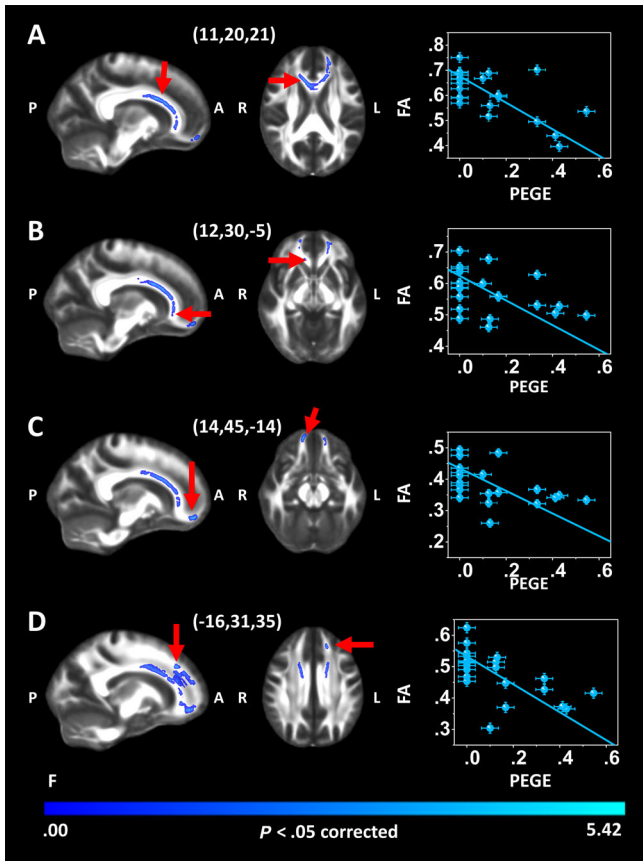 A (11,20,21)
P A R L
FA
.8
.7
.6
.5
.4
.0 .2 .4 .6
PEGE
B (12,30,-5)
P A R L
FA
.7
.6
.5
.4
.0 .2 .4 .6
PEGE
C (14,45,-14)
P A R L
FA
.5
.4
.3
.2
.0 .2 .4 .6
PEGE
D (-16,31,35)
P A R L
FA
.6
.5
.4
.3
.0 .2 .4 .6
PEGE
F
.00 P < .05 corrected 5.42